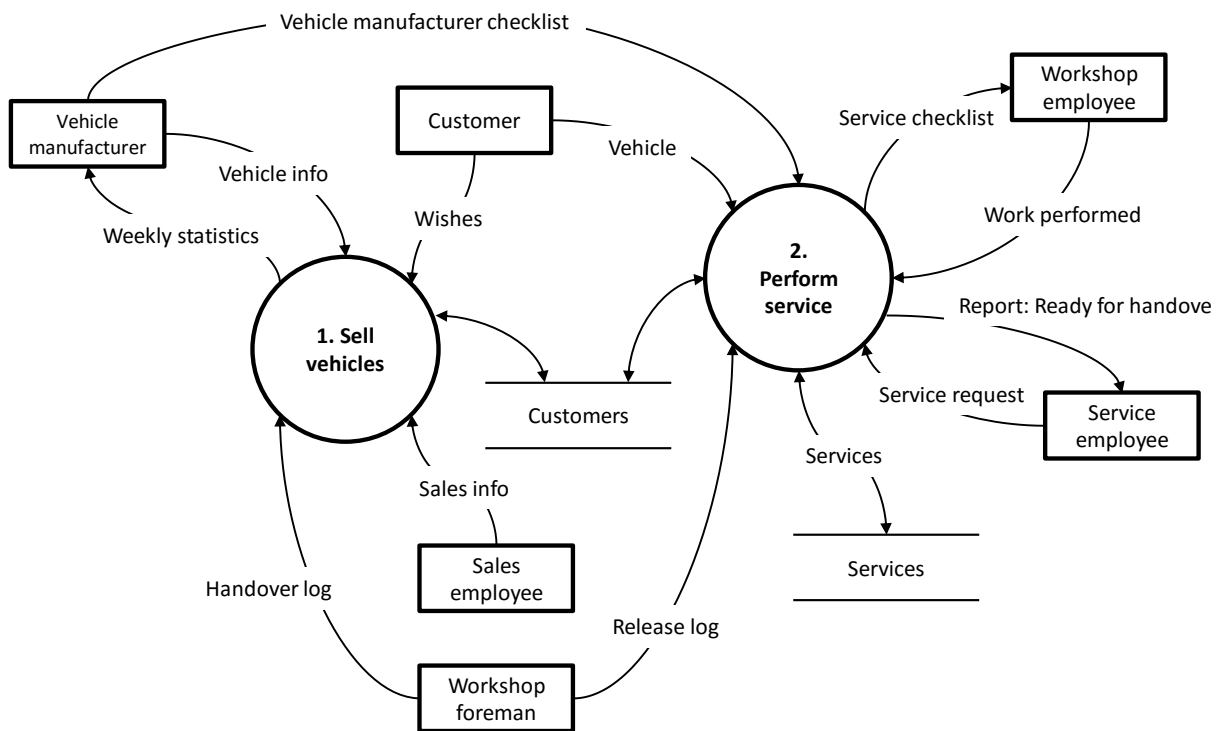 Vehicle manufacturer checklist
Vehicle
manufacturer
Customer
Workshop
employee
Vehicle info
Vehicle
Service checklist
Weekly statistics
Wishes
Work performed
2.
Perform
service
1. Sell
vehicles
Report: Ready for handove
Customers
Service request
Service
employee
Services
Sales info
Sales
employee
Services
Handover log
Release log
Workshop
foreman